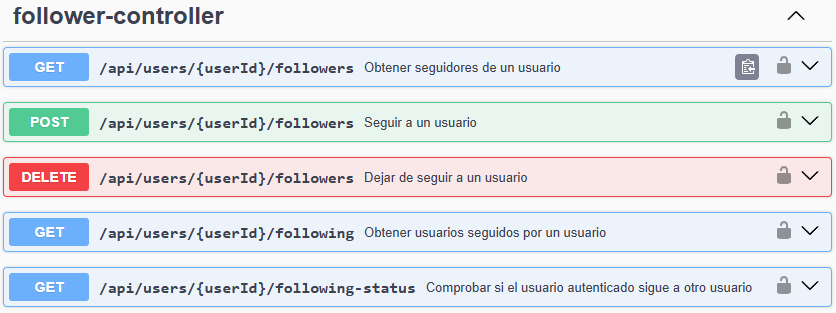 follower-controller
GET /api/users/{userId}/followers Obtener seguidores de un usuario
POST /api/users/{userId}/followers Seguir a un usuario
DELETE /api/users/{userId}/followers Dejar de seguir a un usuario
GET /api/users/{userId}/following Obtener usuarios seguidos por un usuario
GET /api/users/{userId}/following-status Comprobar si el usuario autenticado sigue a otro usuario